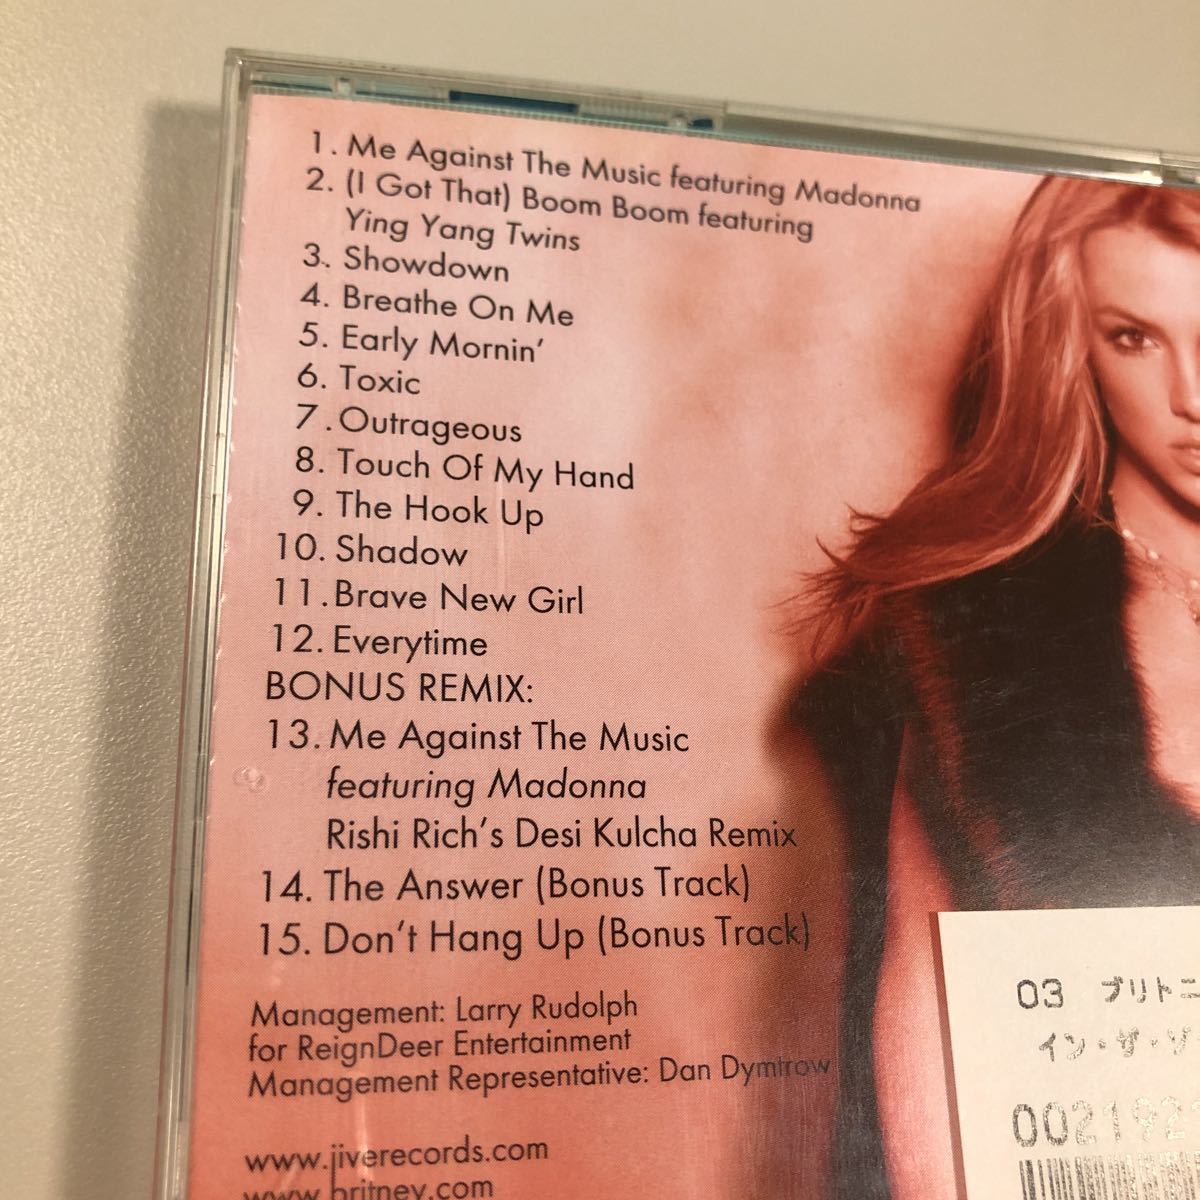 1. Me Against The Music featuring Madonna
2. (I Got That) Boom Boom featuring
Ying Yang Twins
3. Showdown
4. Breathe On Me
5. Early Mornin'
6. Toxic
7. Outrageous
8. Touch Of My Hand
9. The Hook Up
10. Shadow
11. Brave New Girl
12. Everytime
BONUS REMIX:
13. Me Against The Music
featuring Madonna
Rishi Rich's Desi Kulcha Remix
14. The Answer (Bonus Track)
15. Don't Hang Up (Bonus Track)
Management: Larry Rudolph
for ReignDeer Entertainment
Management Representative: Dan Dymtrow
www.jiverecords.com
www.britney.com
03 ブリトニ
イン・ザ・ゾ
002192